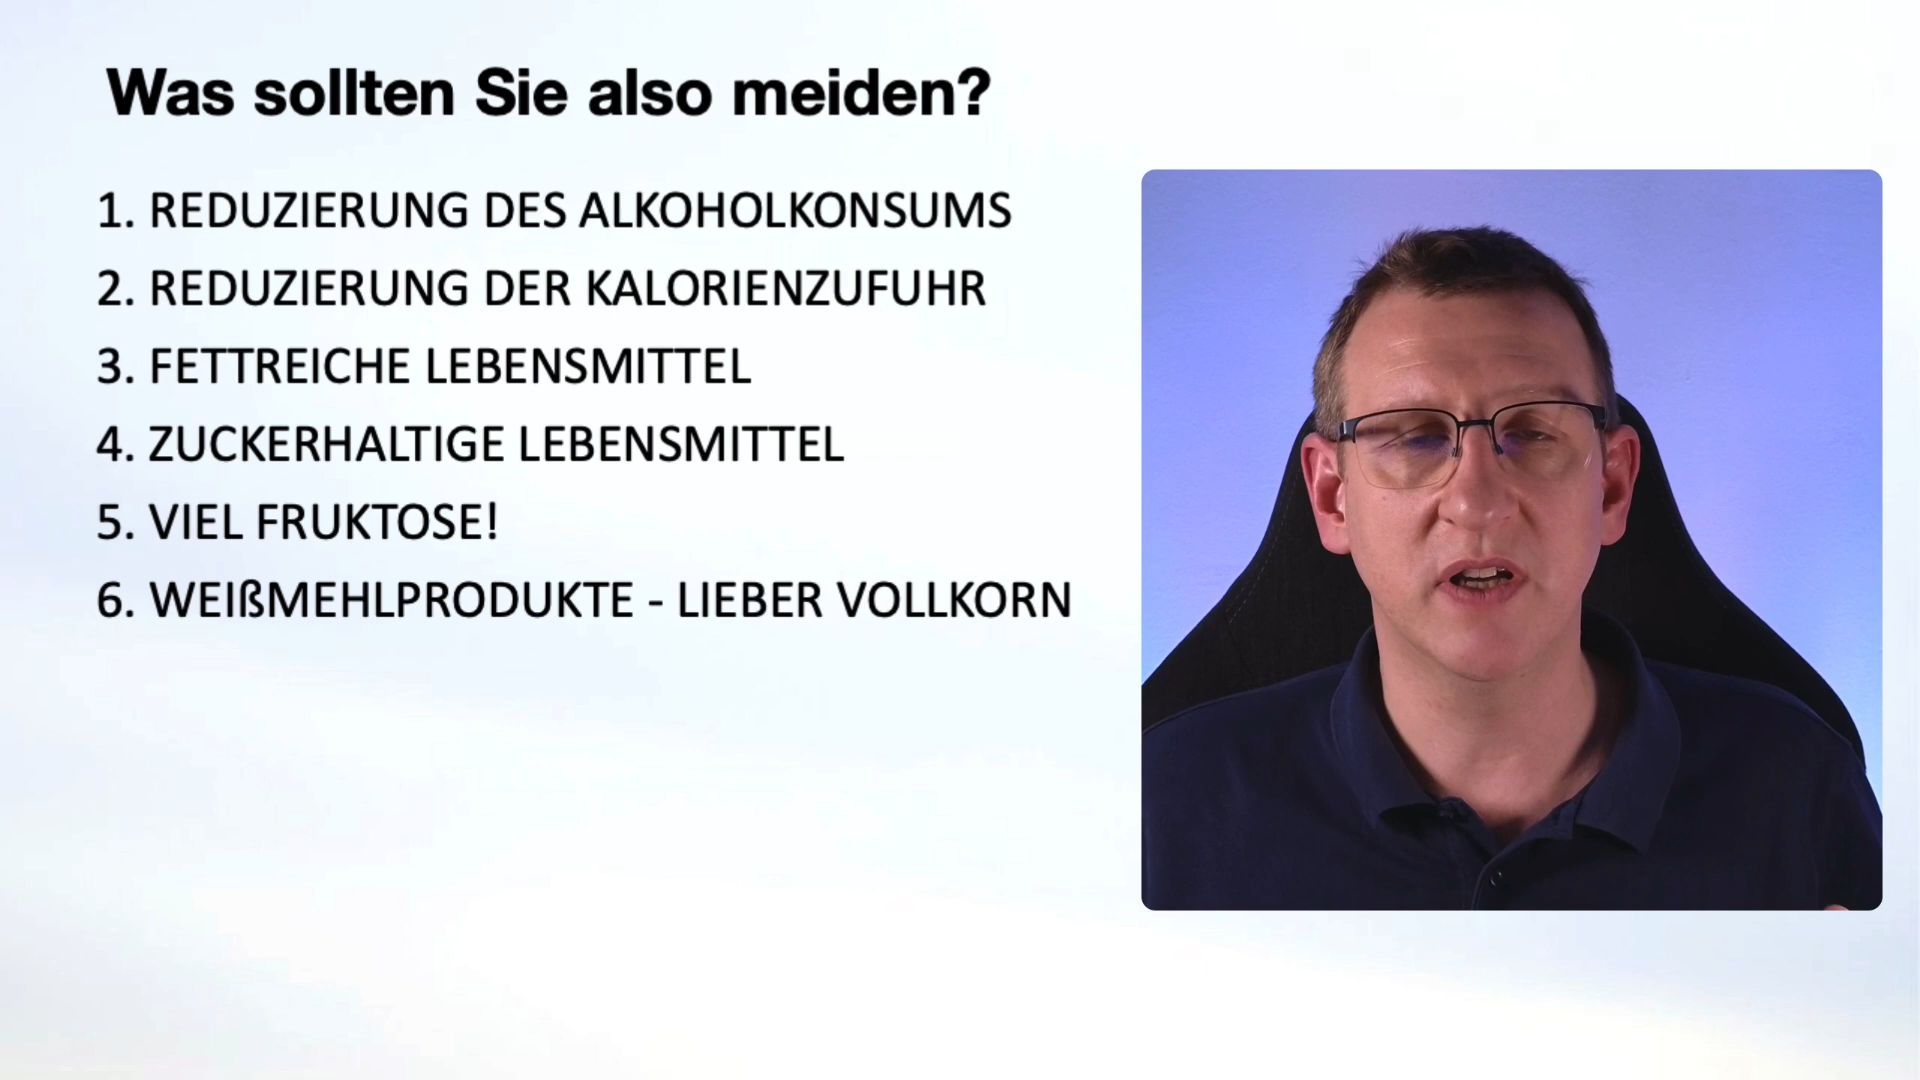 Was sollten Sie also meiden?
1. REDUZIERUNG DES ALKOHOLKONSUMS
2. REDUZIERUNG DER KALORIENZUFUHR
3. FETTREICHE LEBENSMITTEL
4. ZUCKERHALTIGE LEBENSMITTEL
5. VIEL FRUKTOSE!
6. WEIßMEHLPRODUKTE - LIEBER VOLLKORN